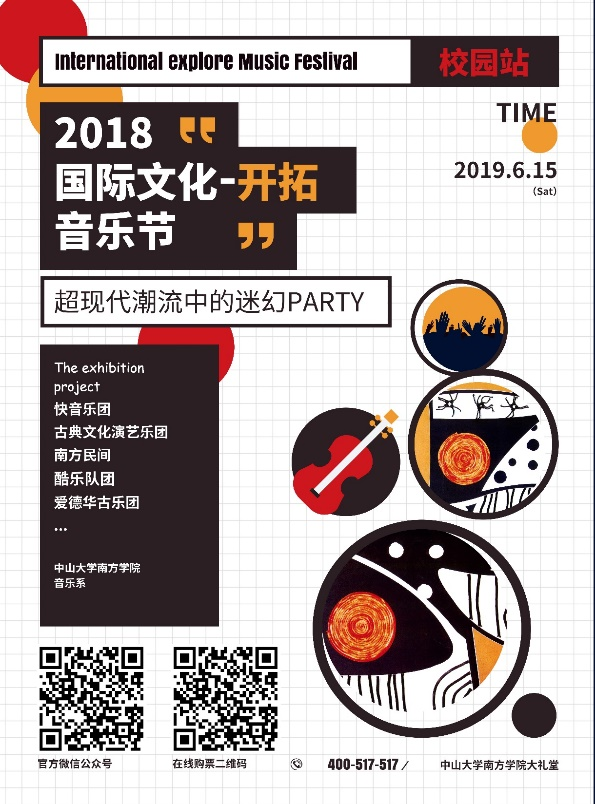 International explore Music Festival
校园站
TIME
2019.6.15
(Sat)
2018 “
国际文化-开拓
音乐节 ”
超现代潮流中的迷幻PARTY
The exhibition
project
快音乐团
古典文化演艺乐团
南方民间
酷乐队团
爱德华古乐团
...
中山大学南方学院
音乐系
官方微信公众号
在线购票二维码
400-517-517 /
中山大学南方学院大礼堂